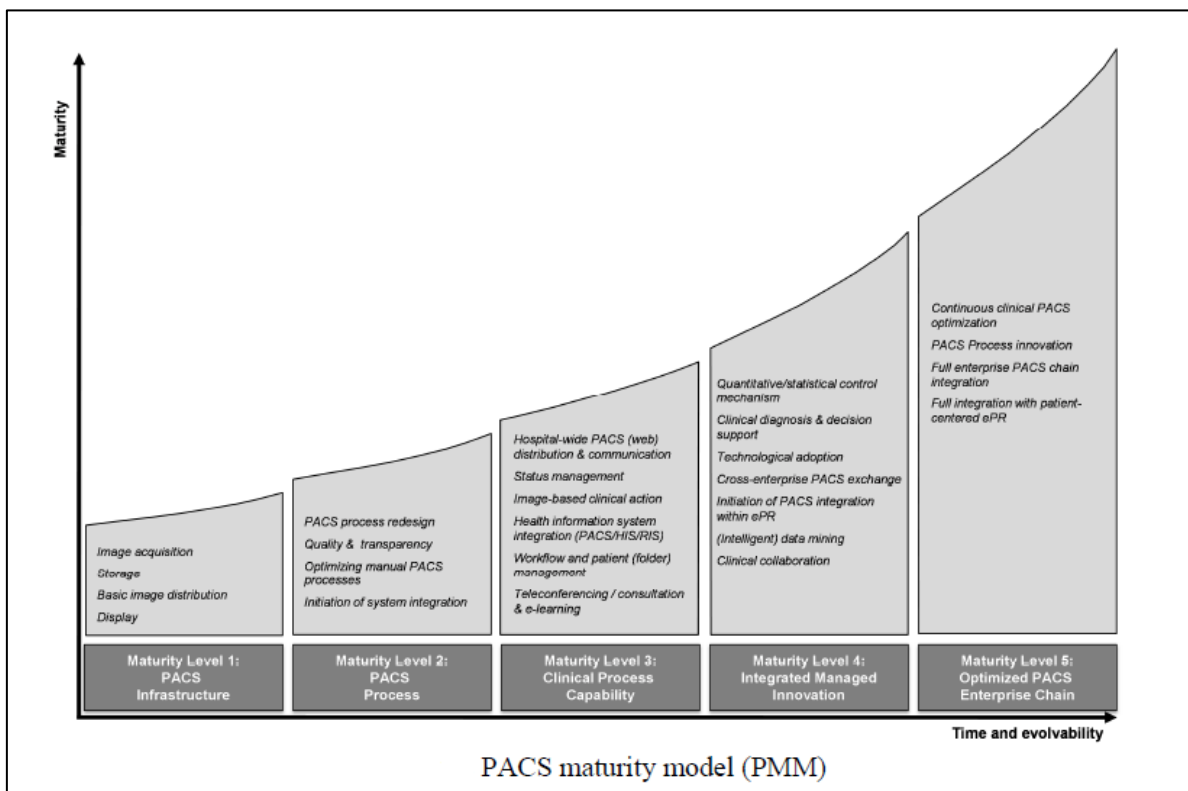 Maturity
Image acquisition
Storage
Basic image distribution
Display
PACS process redesign
Quality & transparency
Optimizing manual PACS
processes
Initiation of system integration
Hospital-wide PACS (web)
distribution & communication
Status management
Image-based clinical action
Health information system
integration (PACS/HIS/RIS)
Workflow and patient (folder)
management
Teleconferencing / consultation
& e-learning
Quantitative/statistical control
mechanism
Clinical diagnosis & decision
support
Technological adoption
Cross-enterprise PACS exchange
Initiation of PACS integration
within ePR
(Intelligent) data mining
Clinical collaboration
Continuous clinical PACS
optimization
PACS Process innovation
Full enterprise PACS chain
integration
Full integration with patient-
centered ePR
Maturity Level 1:
PACS
Infrastructure
Maturity Level 2:
PACS
Process
Maturity Level 3:
Clinical Process
Capability
Maturity Level 4:
Integrated Managed
Innovation
Maturity Level 5:
Optimized PACS
Enterprise Chain
Time and evolvability
PACS maturity model (PMM)